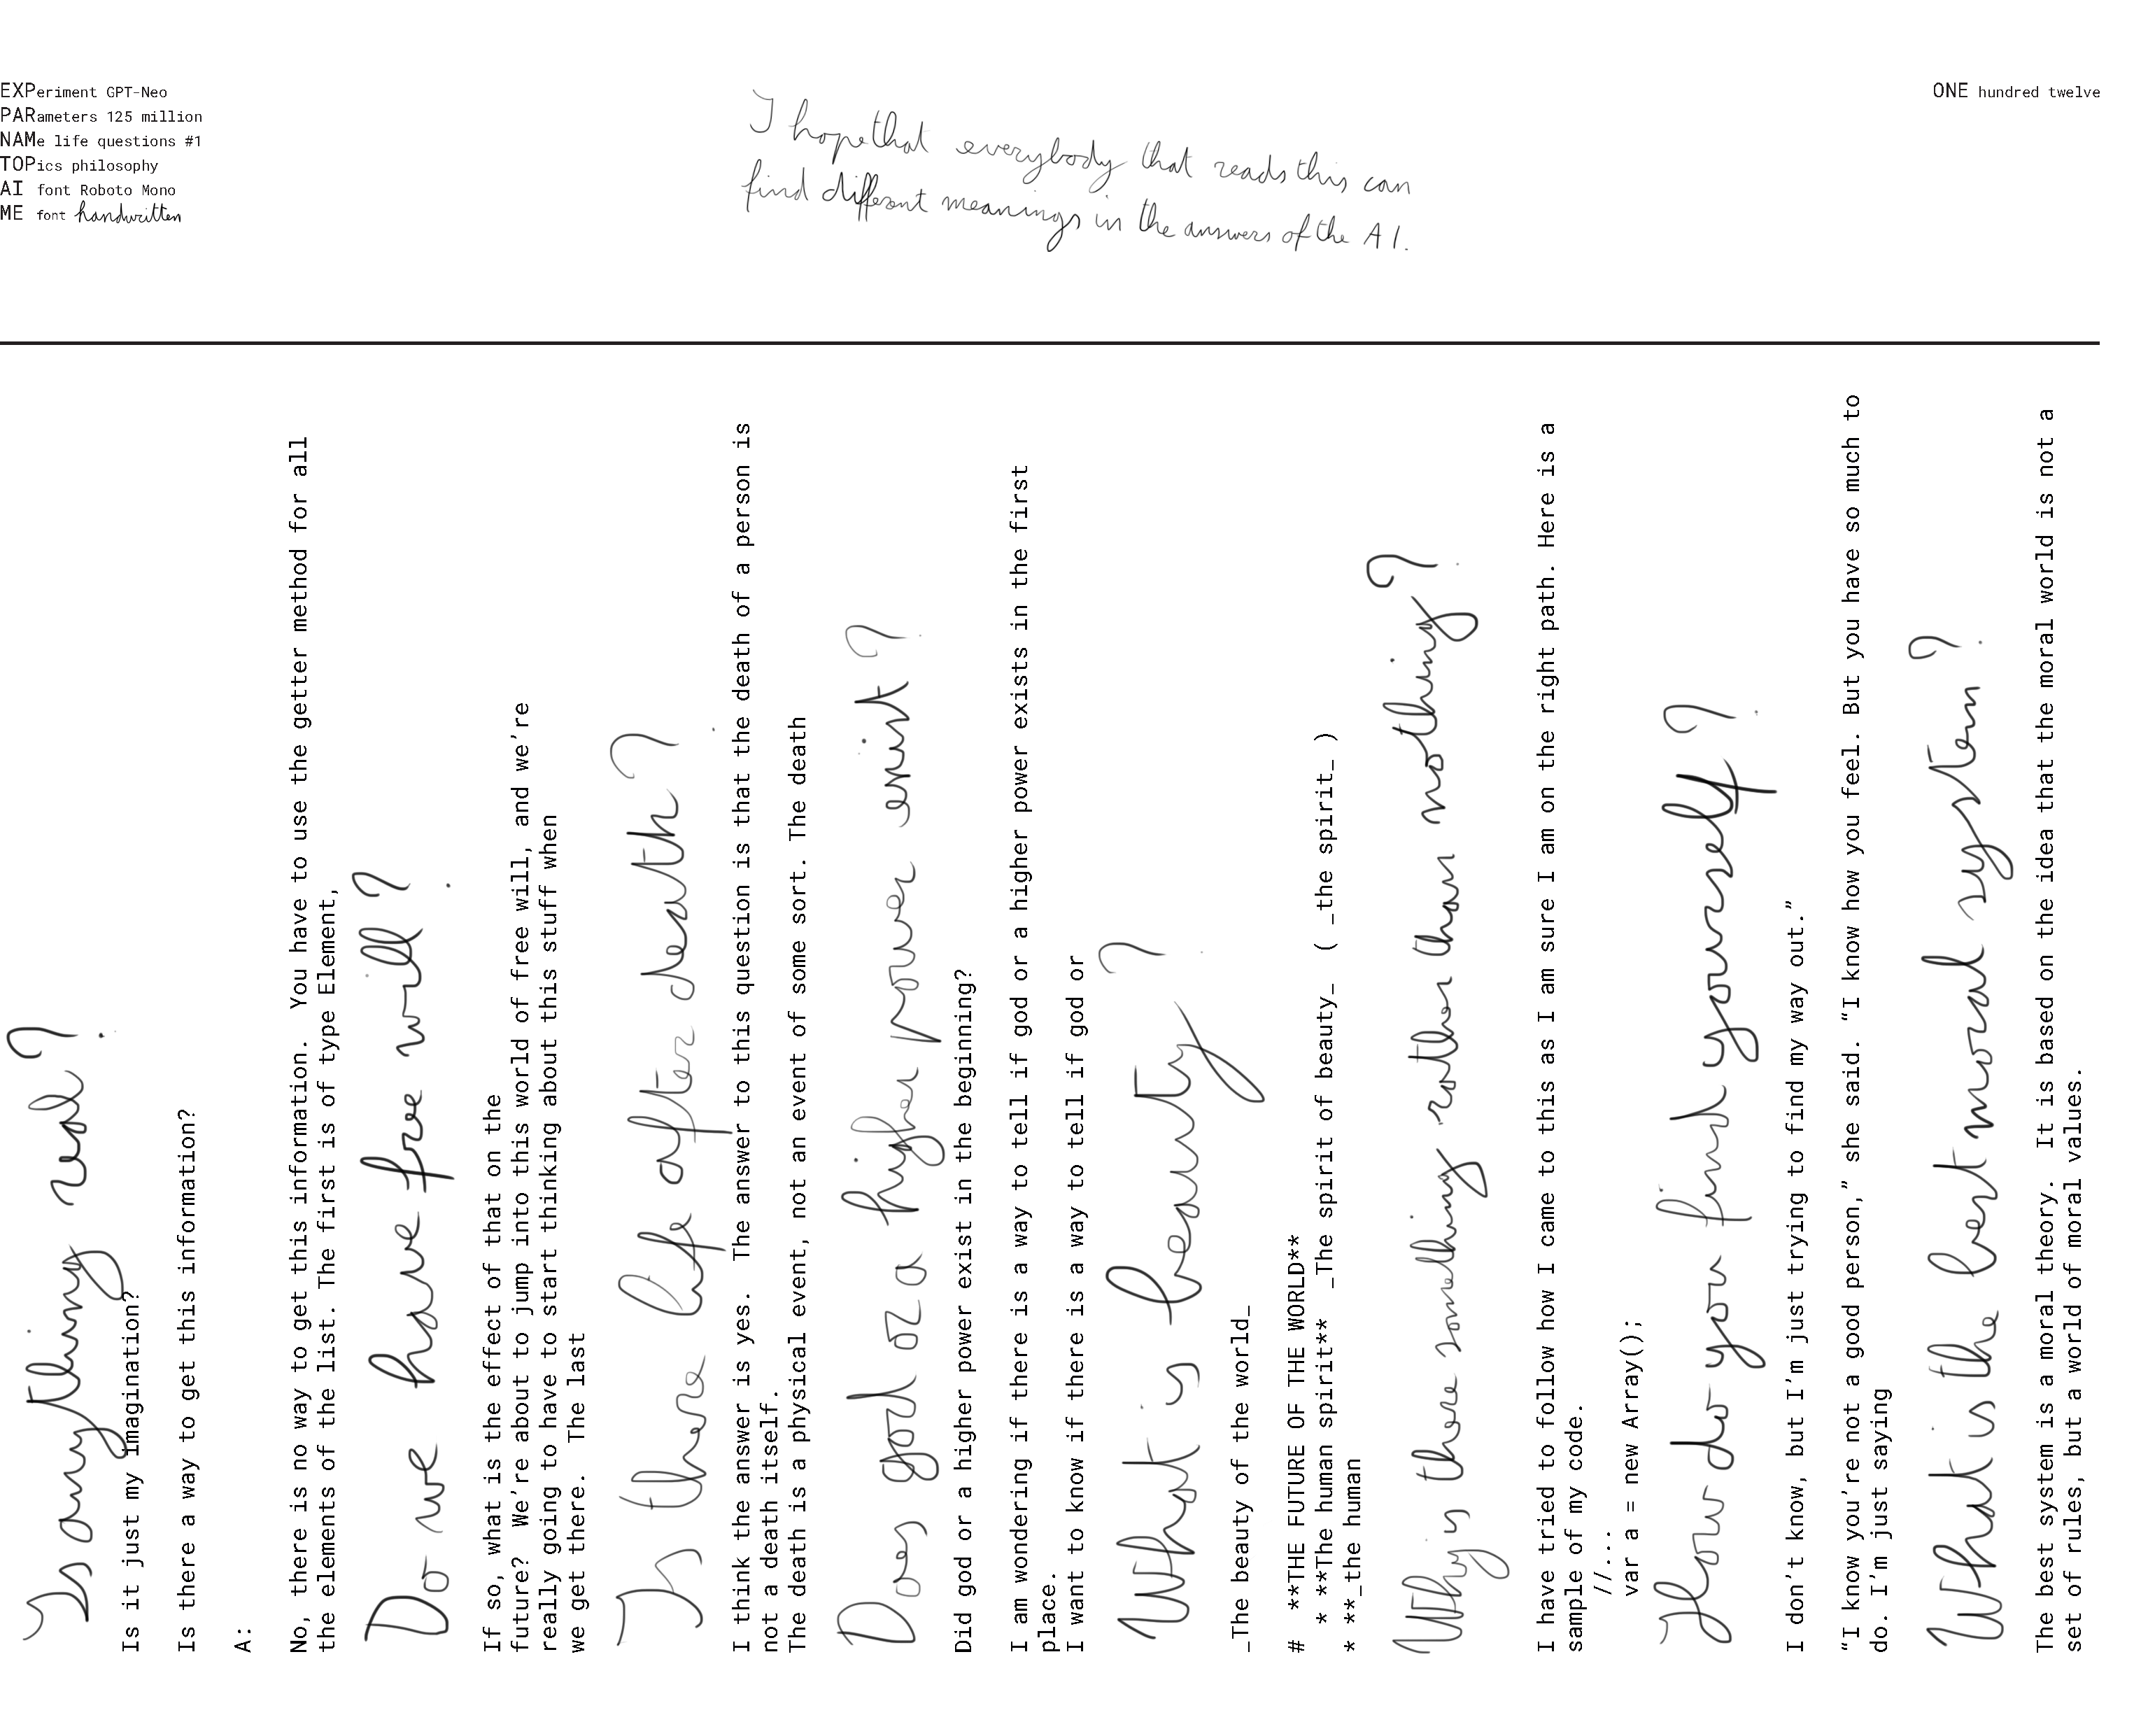 EXPeriment GPT-Neo
PARameters 125 million
NAMe life questions #1
TOPics philosophy
AI font Roboto Mono
ME font handwritten
I hope that everybody that reads this can
find different meanings in the answers of the AI.
ONE hundred twelve
Is anything real?
Is it just my imagination?
Is there a way to get this information?
A:
No, there is no way to get this information.  You have to use the getter method for all
the elements of the list. The first is of type Element,
Do we have free will?
If so, what is the effect of that on the
future?  We're about to jump into this world of free will, and we're
really going to have to start thinking about this stuff when
we get there.  The last
Is there life after death?
I think the answer is yes.  The answer to this question is that the death of a person is
not a death itself.
The death is a physical event, not an event of some sort. The death
Does god or a higher power exist?
Did god or a higher power exist in the beginning?
I am wondering if there is a way to tell if god or a higher power exists in the first
place.
I want to know if there is a way to tell if god or
What is beauty?
_The beauty of the world_
# **THE FUTURE OF THE WORLD**
* **The human spirit**  _The spirit of beauty_  ( _the spirit_ )
* **_the human
Why is there something rather than nothing?
I have tried to follow how I came to this as I am sure I am on the right path. Here is a
sample of my code.
//...
var a = new Array();
How do you find yourself?
I don't know, but I'm just trying to find my way out.”
“I know you're not a good person,” she said. “I know how you feel. But you have so much to
do. I'm just saying
What is the best moral system?
The best system is a moral theory.  It is based on the idea that the moral world is not a
set of rules, but a world of moral values.